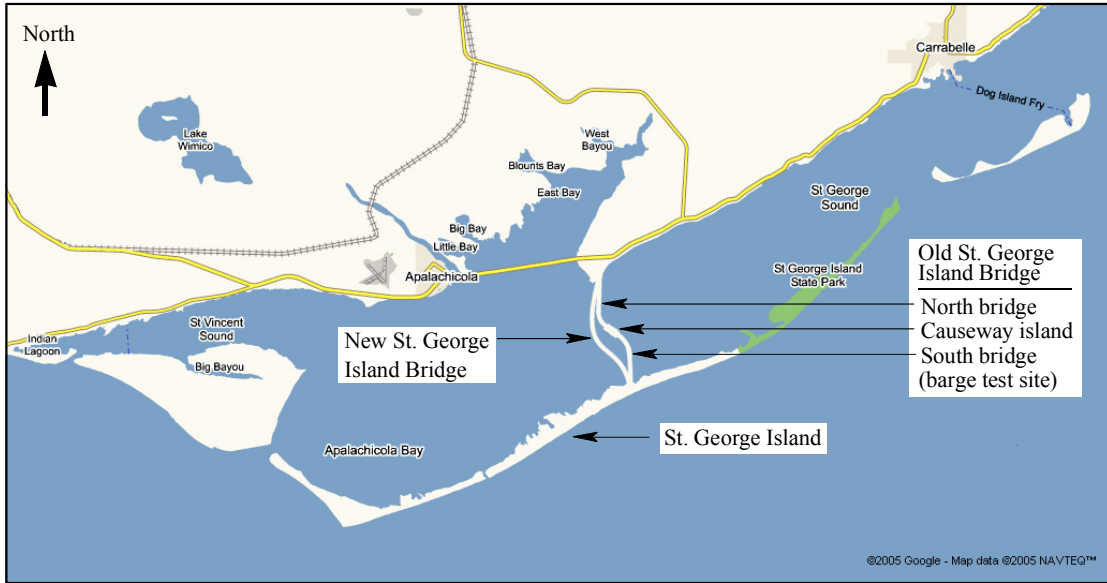 North
Carrabelle
Dog Island Fry
Lake
Wimico
West
Bayou
Blounts Bay
East Bay
St George
Sound
Big Bay
Little Bay
Apalachicola
St George Island
State Park
Old St. George
Island Bridge
North bridge
Causeway island
South bridge
(barge test site)
New St. George
Island Bridge
St Vincent
Sound
Indian
Lagoon
Big Bayou
St. George Island
Apalachicola Bay
©2005 Google - Map data ©2005 NAVTEQ™